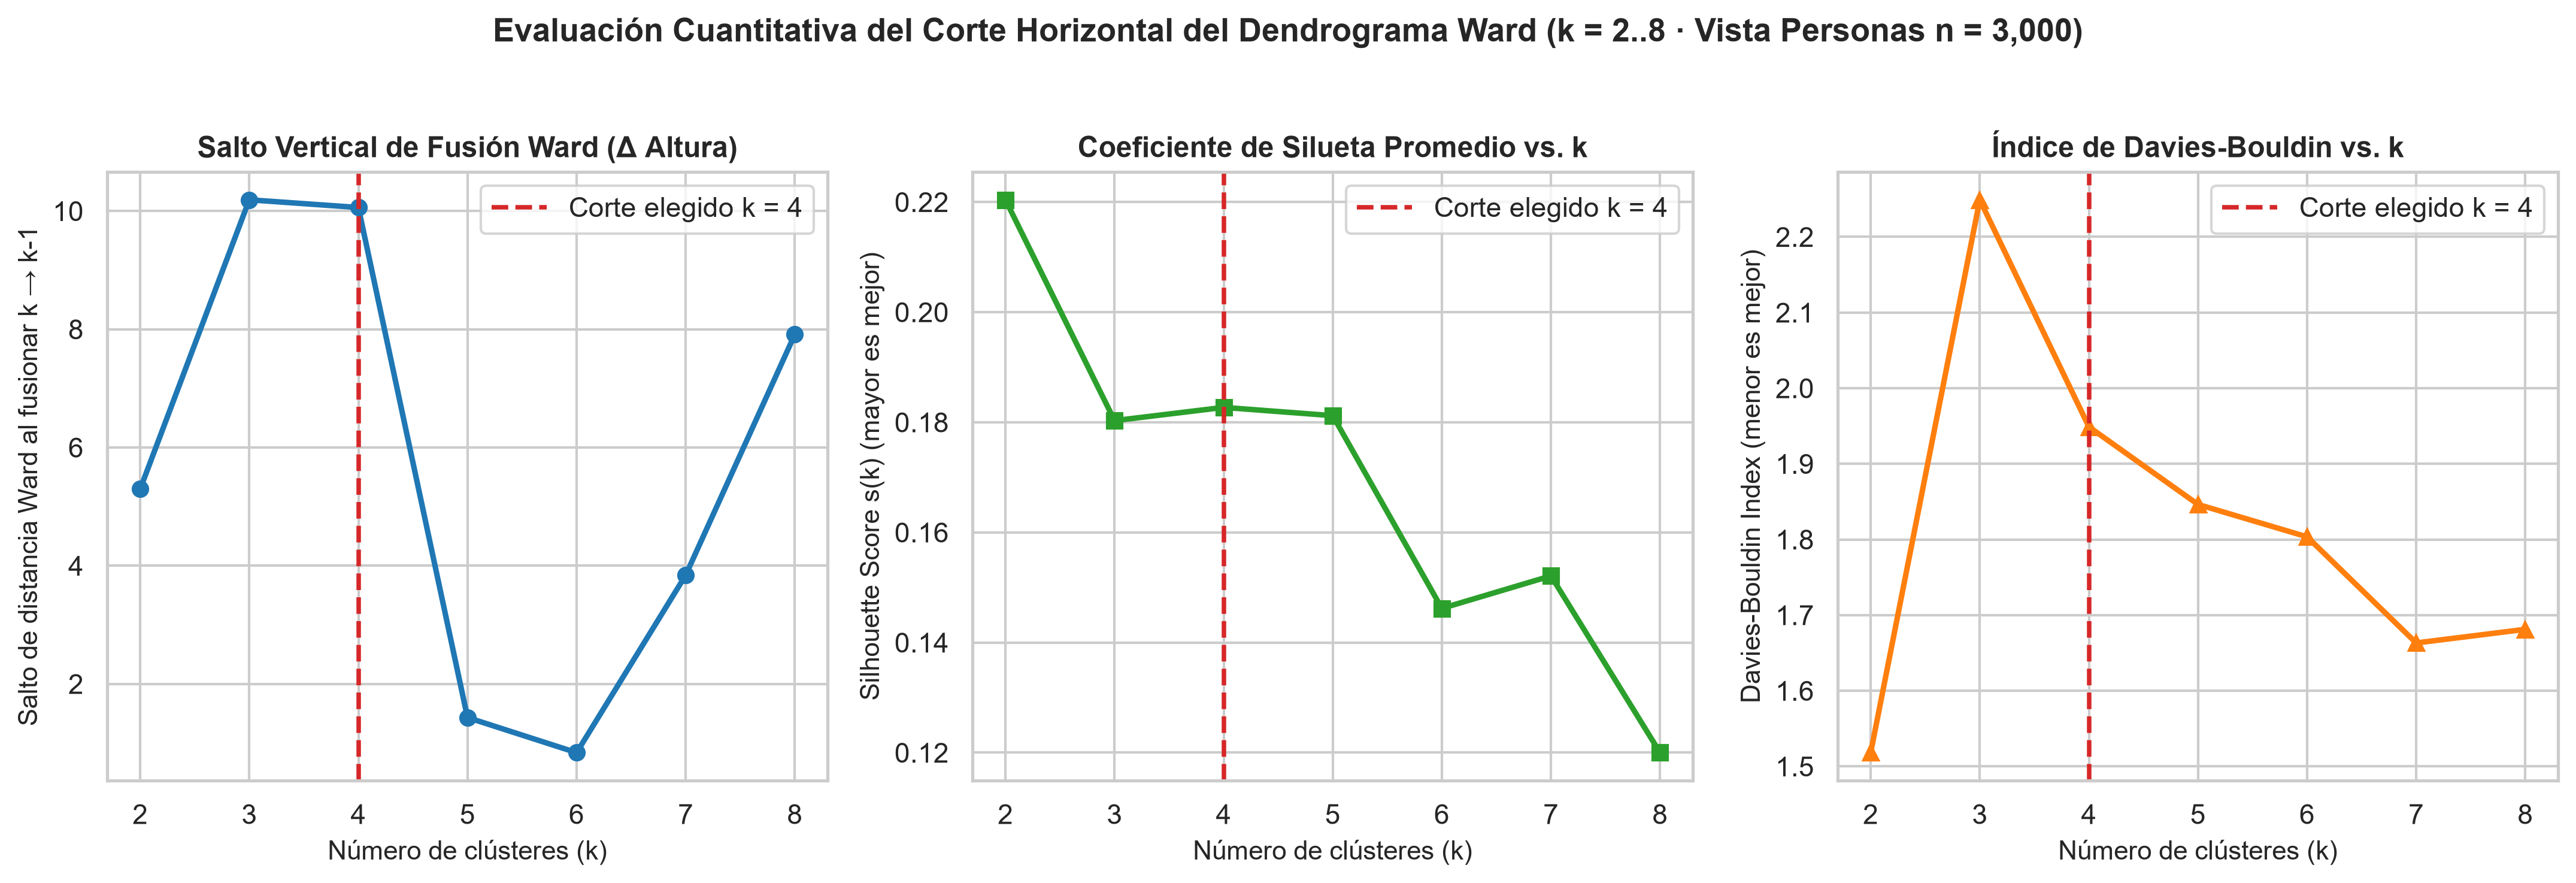 Evaluación Cuantitativa del Corte Horizontal del Dendrograma Ward (k = 2..8 · Vista Personas n = 3,000)
Salto Vertical de Fusión Ward (Δ Altura)
Salto de distancia Ward al fusionar k → k-1
10
8
6
4
2
Corte elegido k = 4
2 3 4 5 6 7 8
Número de clústeres (k)
Coeficiente de Silueta Promedio vs. k
Silhouette Score s(k) (mayor es mejor)
0.22
0.20
0.18
0.16
0.14
0.12
Corte elegido k = 4
2 3 4 5 6 7 8
Número de clústeres (k)
Índice de Davies-Bouldin vs. k
Davies-Bouldin Index (menor es mejor)
2.2
2.1
2.0
1.9
1.8
1.7
1.6
1.5
Corte elegido k = 4
2 3 4 5 6 7 8
Número de clústeres (k)